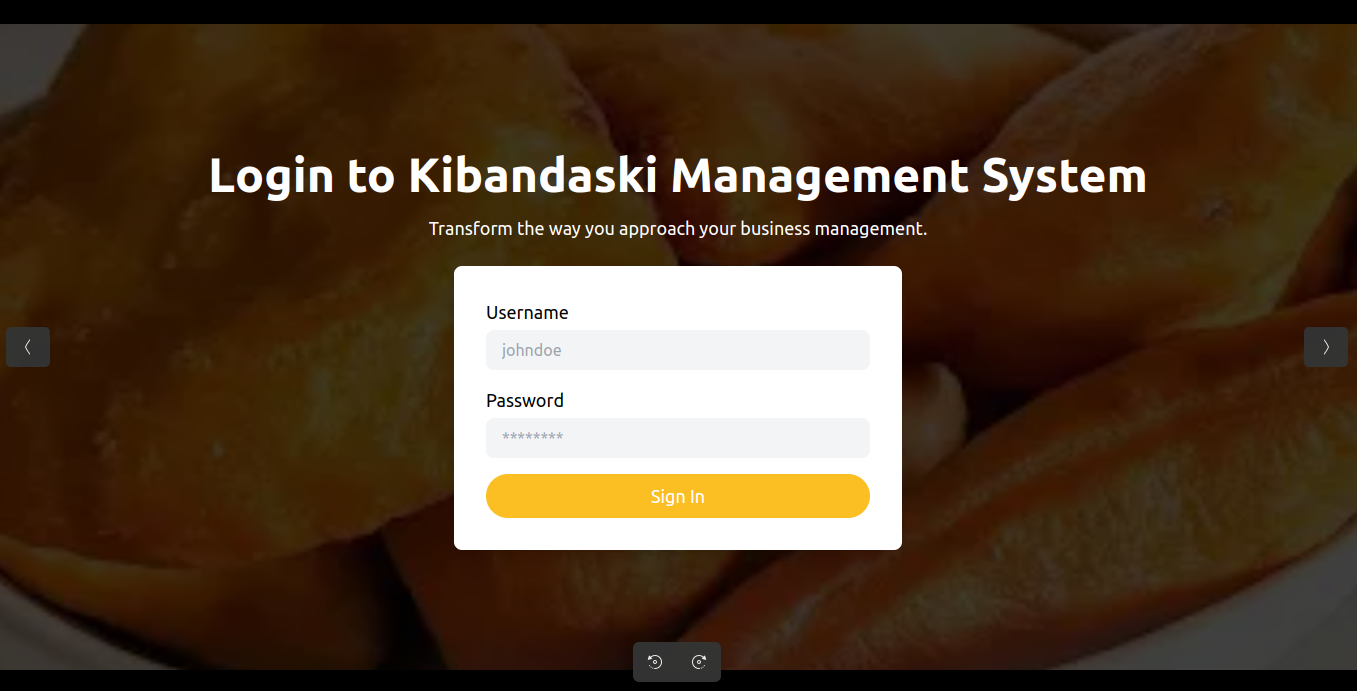 Login to Kibandaski Management System
Transform the way you approach your business management.
Username
johndoe
Password
********
Sign In